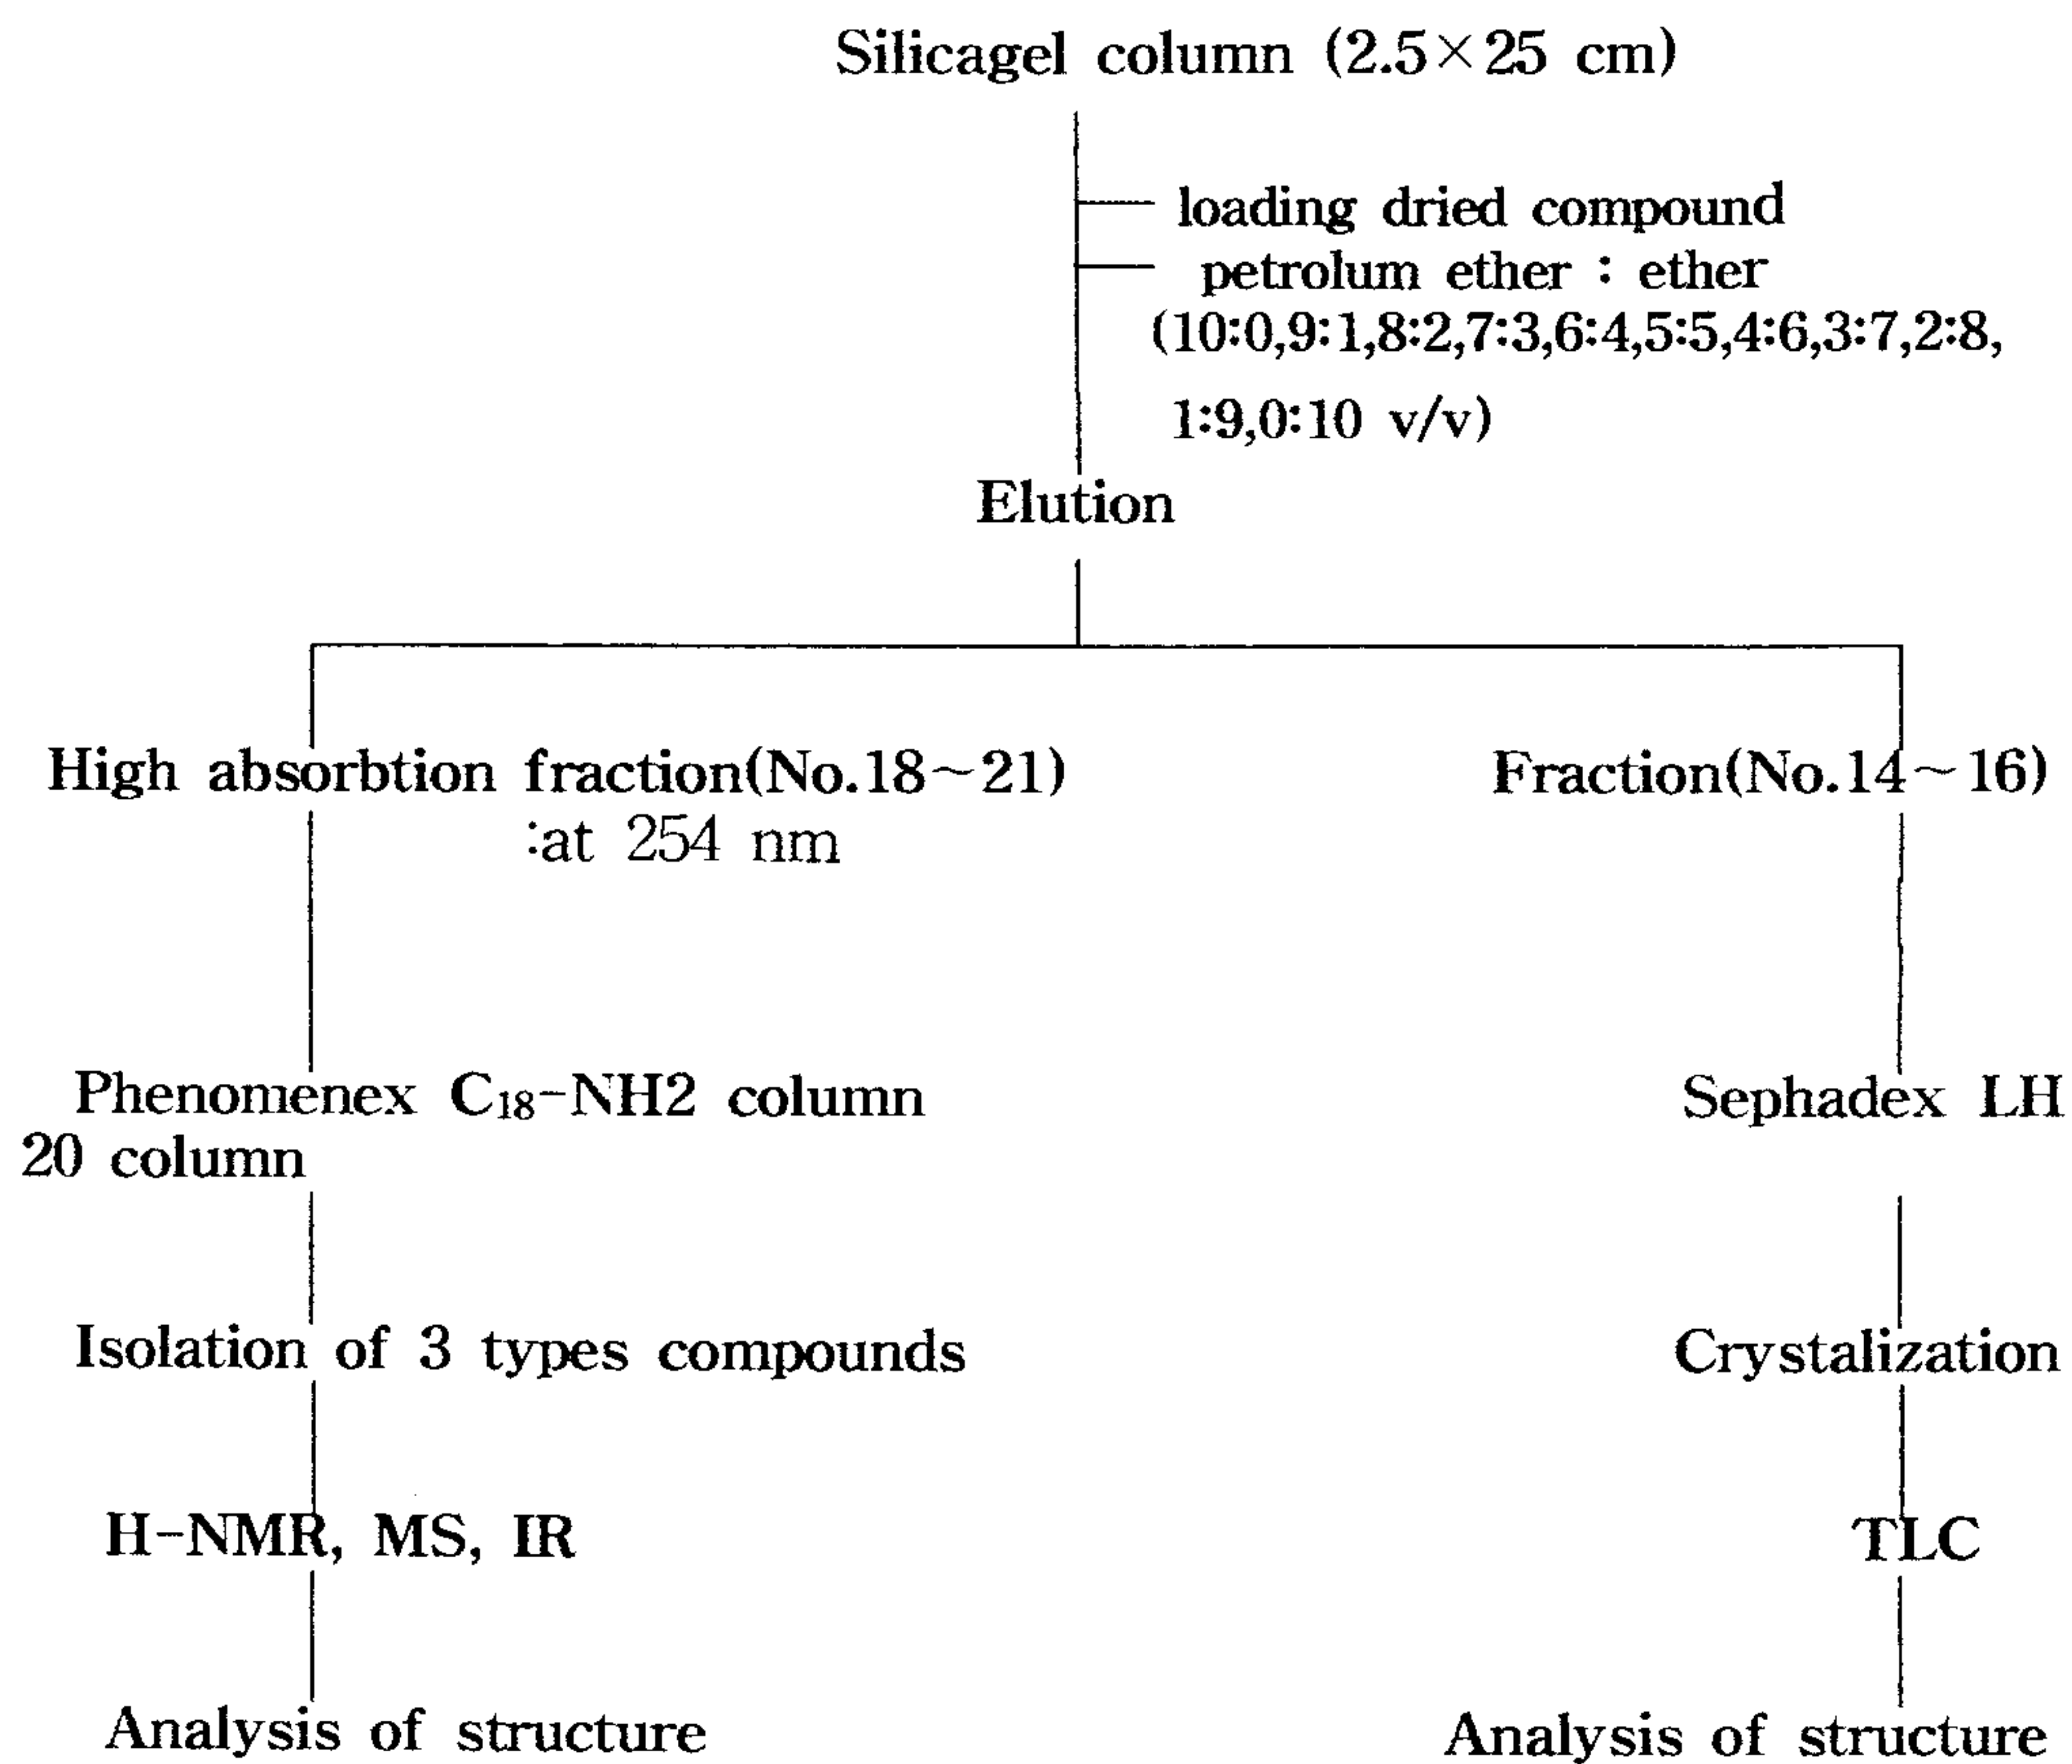 Silicagel column (2.5×25 cm)
loading dried compound
petrolum ether : ether
(10:0,9:1,8:2,7:3,6:4,5:5,4:6,3:7,2:8,
1:9,0:10 v/v)
Elution
High absorbtion fraction(No.18~21)
:at 254 nm
Fraction(No.14~16)
Phenomenex C₁₈-NH2 column
Sephadex LH
20 column
Isolation of 3 types compounds
Crystalization
H-NMR, MS, IR
TLC
Analysis of structure
Analysis of structure